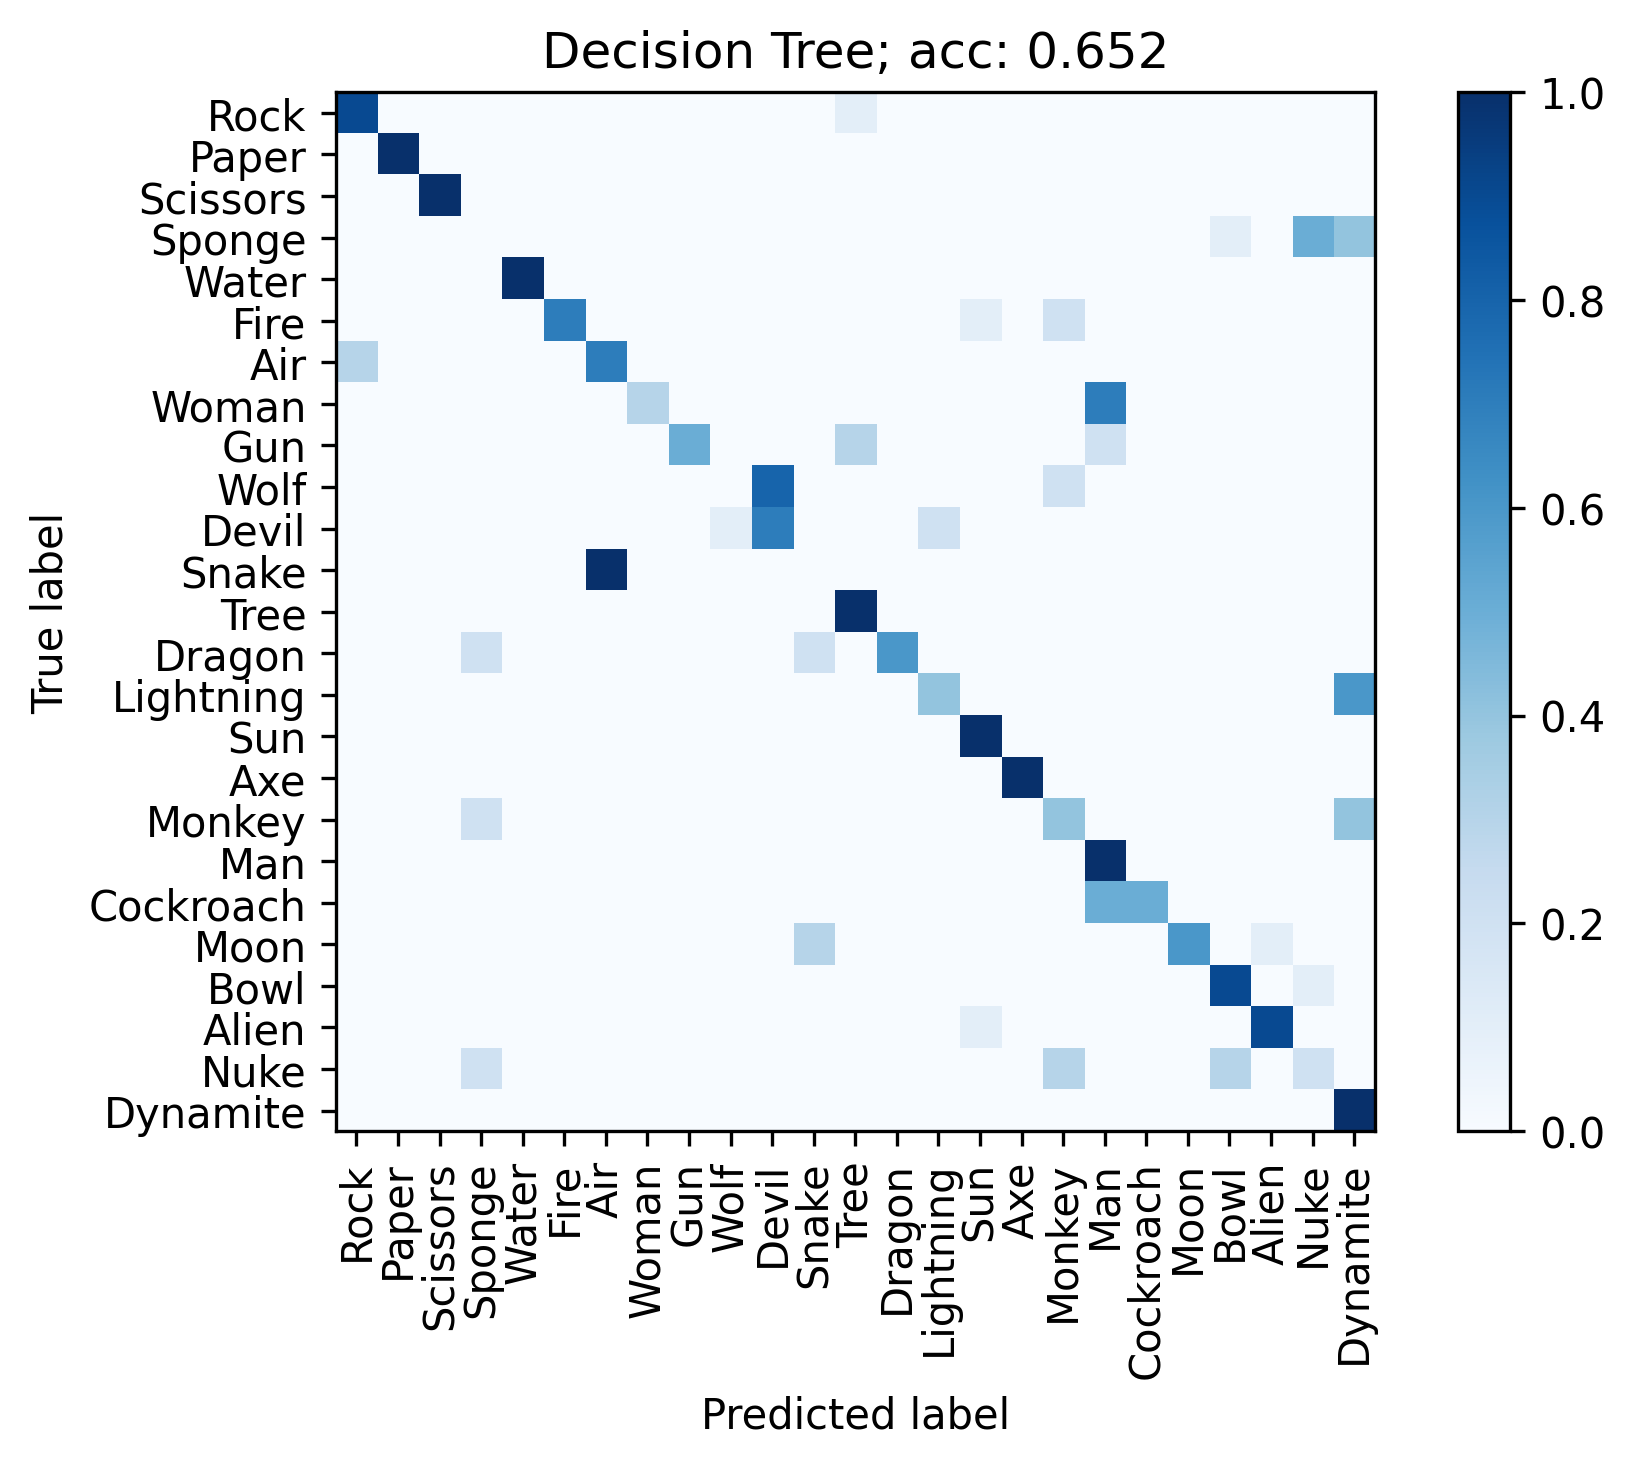 Decision Tree; acc: 0.652
True label
Rock
Paper
Scissors
Sponge
Water
Fire
Air
Woman
Gun
Wolf
Devil
Snake
Tree
Dragon
Lightning
Sun
Axe
Monkey
Man
Cockroach
Moon
Bowl
Alien
Nuke
Dynamite
Rock
Paper
Scissors
Sponge
Water
Fire
Air
Woman
Gun
Wolf
Devil
Snake
Tree
Dragon
Lightning
Sun
Axe
Monkey
Man
Cockroach
Moon
Bowl
Alien
Nuke
Dynamite
Predicted label
1.0
0.8
0.6
0.4
0.2
0.0